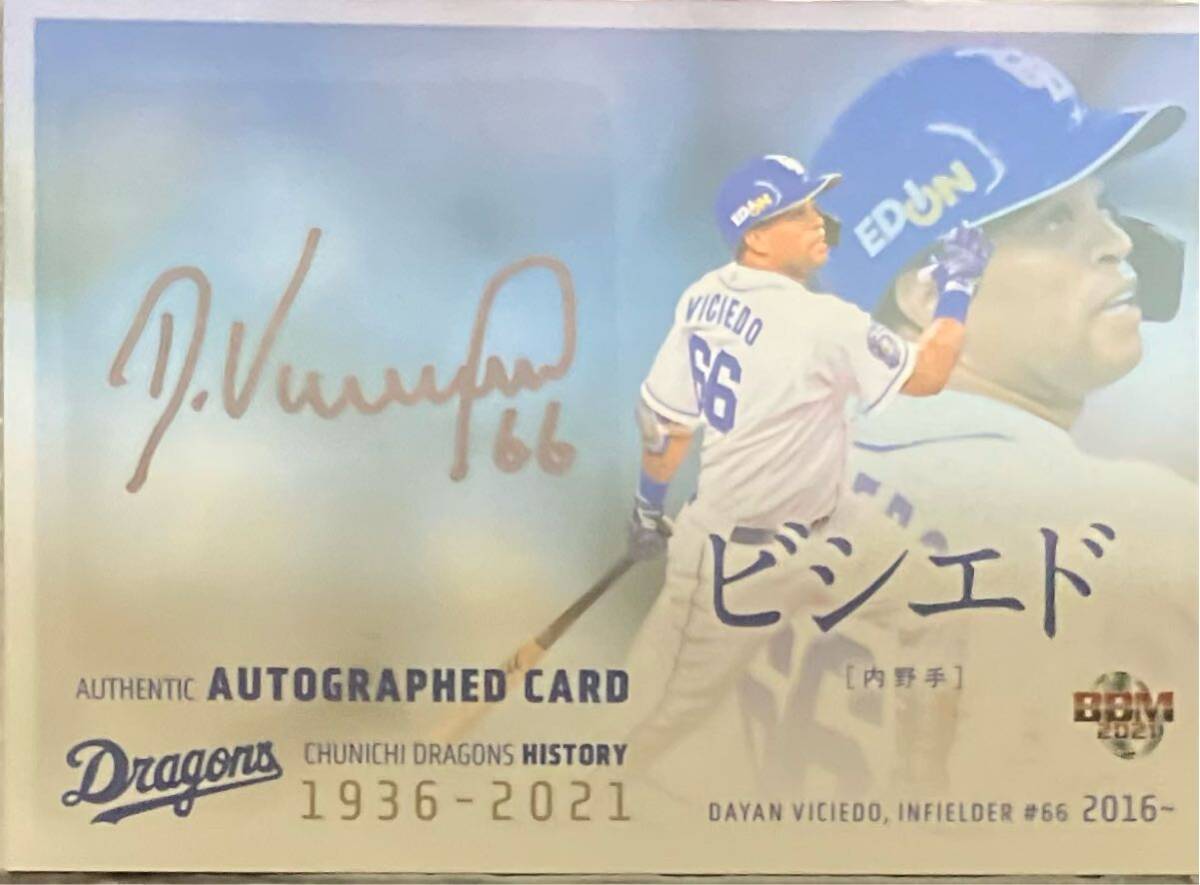 EDION
EDION
VICIEDO
66
D. Viciedo
66
ビシエド
[内野手]
AUTHENTIC AUTOGRAPHED CARD
BBM
2021
Dragons
CHUNICHI DRAGONS HISTORY
1936-2021
DAYAN VICIEDO, INFIELDER #66 2016~